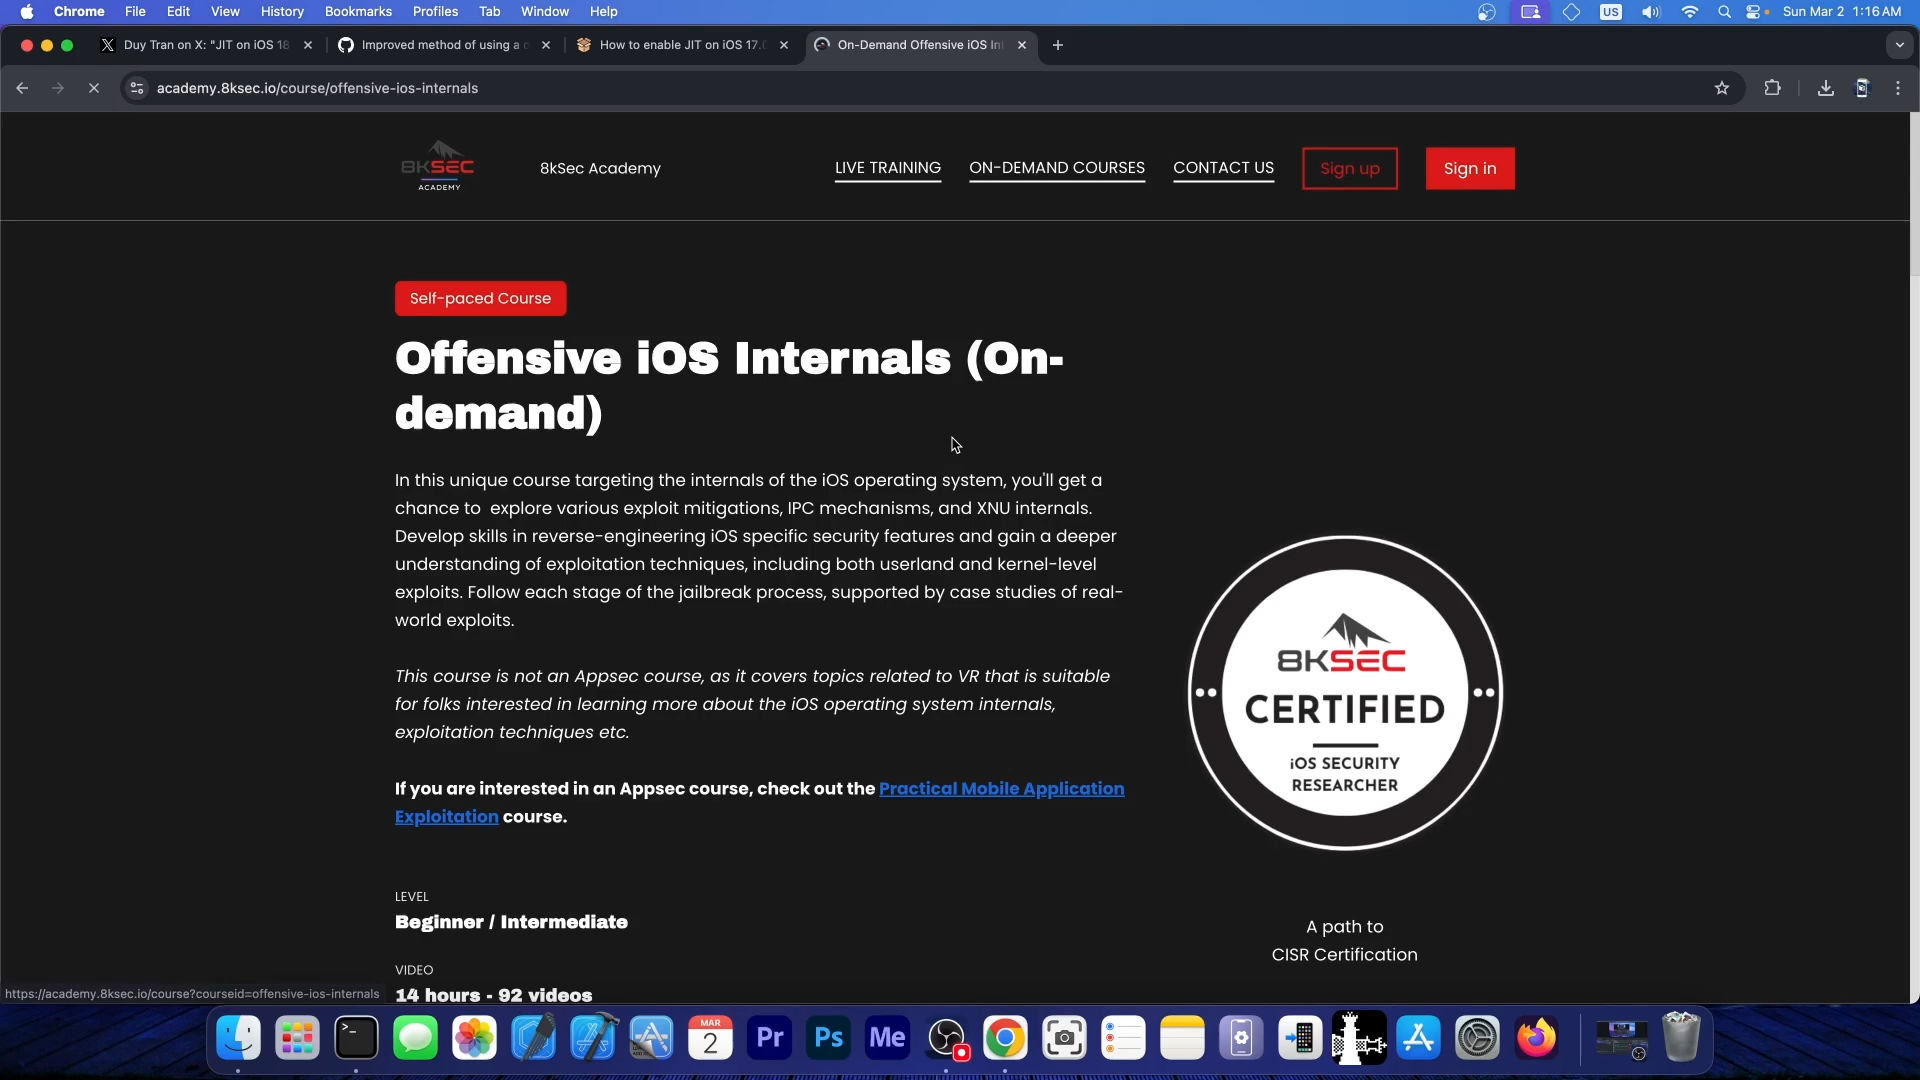 Chrome File Edit View History Bookmarks Profiles Tab Window Help US Sun Mar 2 1:16 AM
Duy Tran on X: "JIT on iOS 18 Improved method of using a How to enable JIT on iOS 17.0 On-Demand Offensive iOS Int
academy.8ksec.io/course/offensive-ios-internals
8KSEC
ACADEMY
8kSec Academy LIVE TRAINING ON-DEMAND COURSES CONTACT US Sign up Sign in
Self-paced Course
Offensive iOS Internals (On-
demand)
In this unique course targeting the internals of the iOS operating system, you'll get a
chance to  explore various exploit mitigations, IPC mechanisms, and XNU internals.
Develop skills in reverse-engineering iOS specific security features and gain a deeper
understanding of exploitation techniques, including both userland and kernel-level
exploits. Follow each stage of the jailbreak process, supported by case studies of real-
world exploits.
This course is not an Appsec course, as it covers topics related to VR that is suitable
for folks interested in learning more about the iOS operating system internals,
exploitation techniques etc.
If you are interested in an Appsec course, check out the Practical Mobile Application
Exploitation course.
8KSEC
CERTIFIED
iOS SECURITY
RESEARCHER
A path to
CISR Certification
LEVEL
Beginner / Intermediate
VIDEO
14 hours - 92 videos
https://academy.8ksec.io/course?courseid=offensive-ios-internals
MAR
2
Pr Ps Me